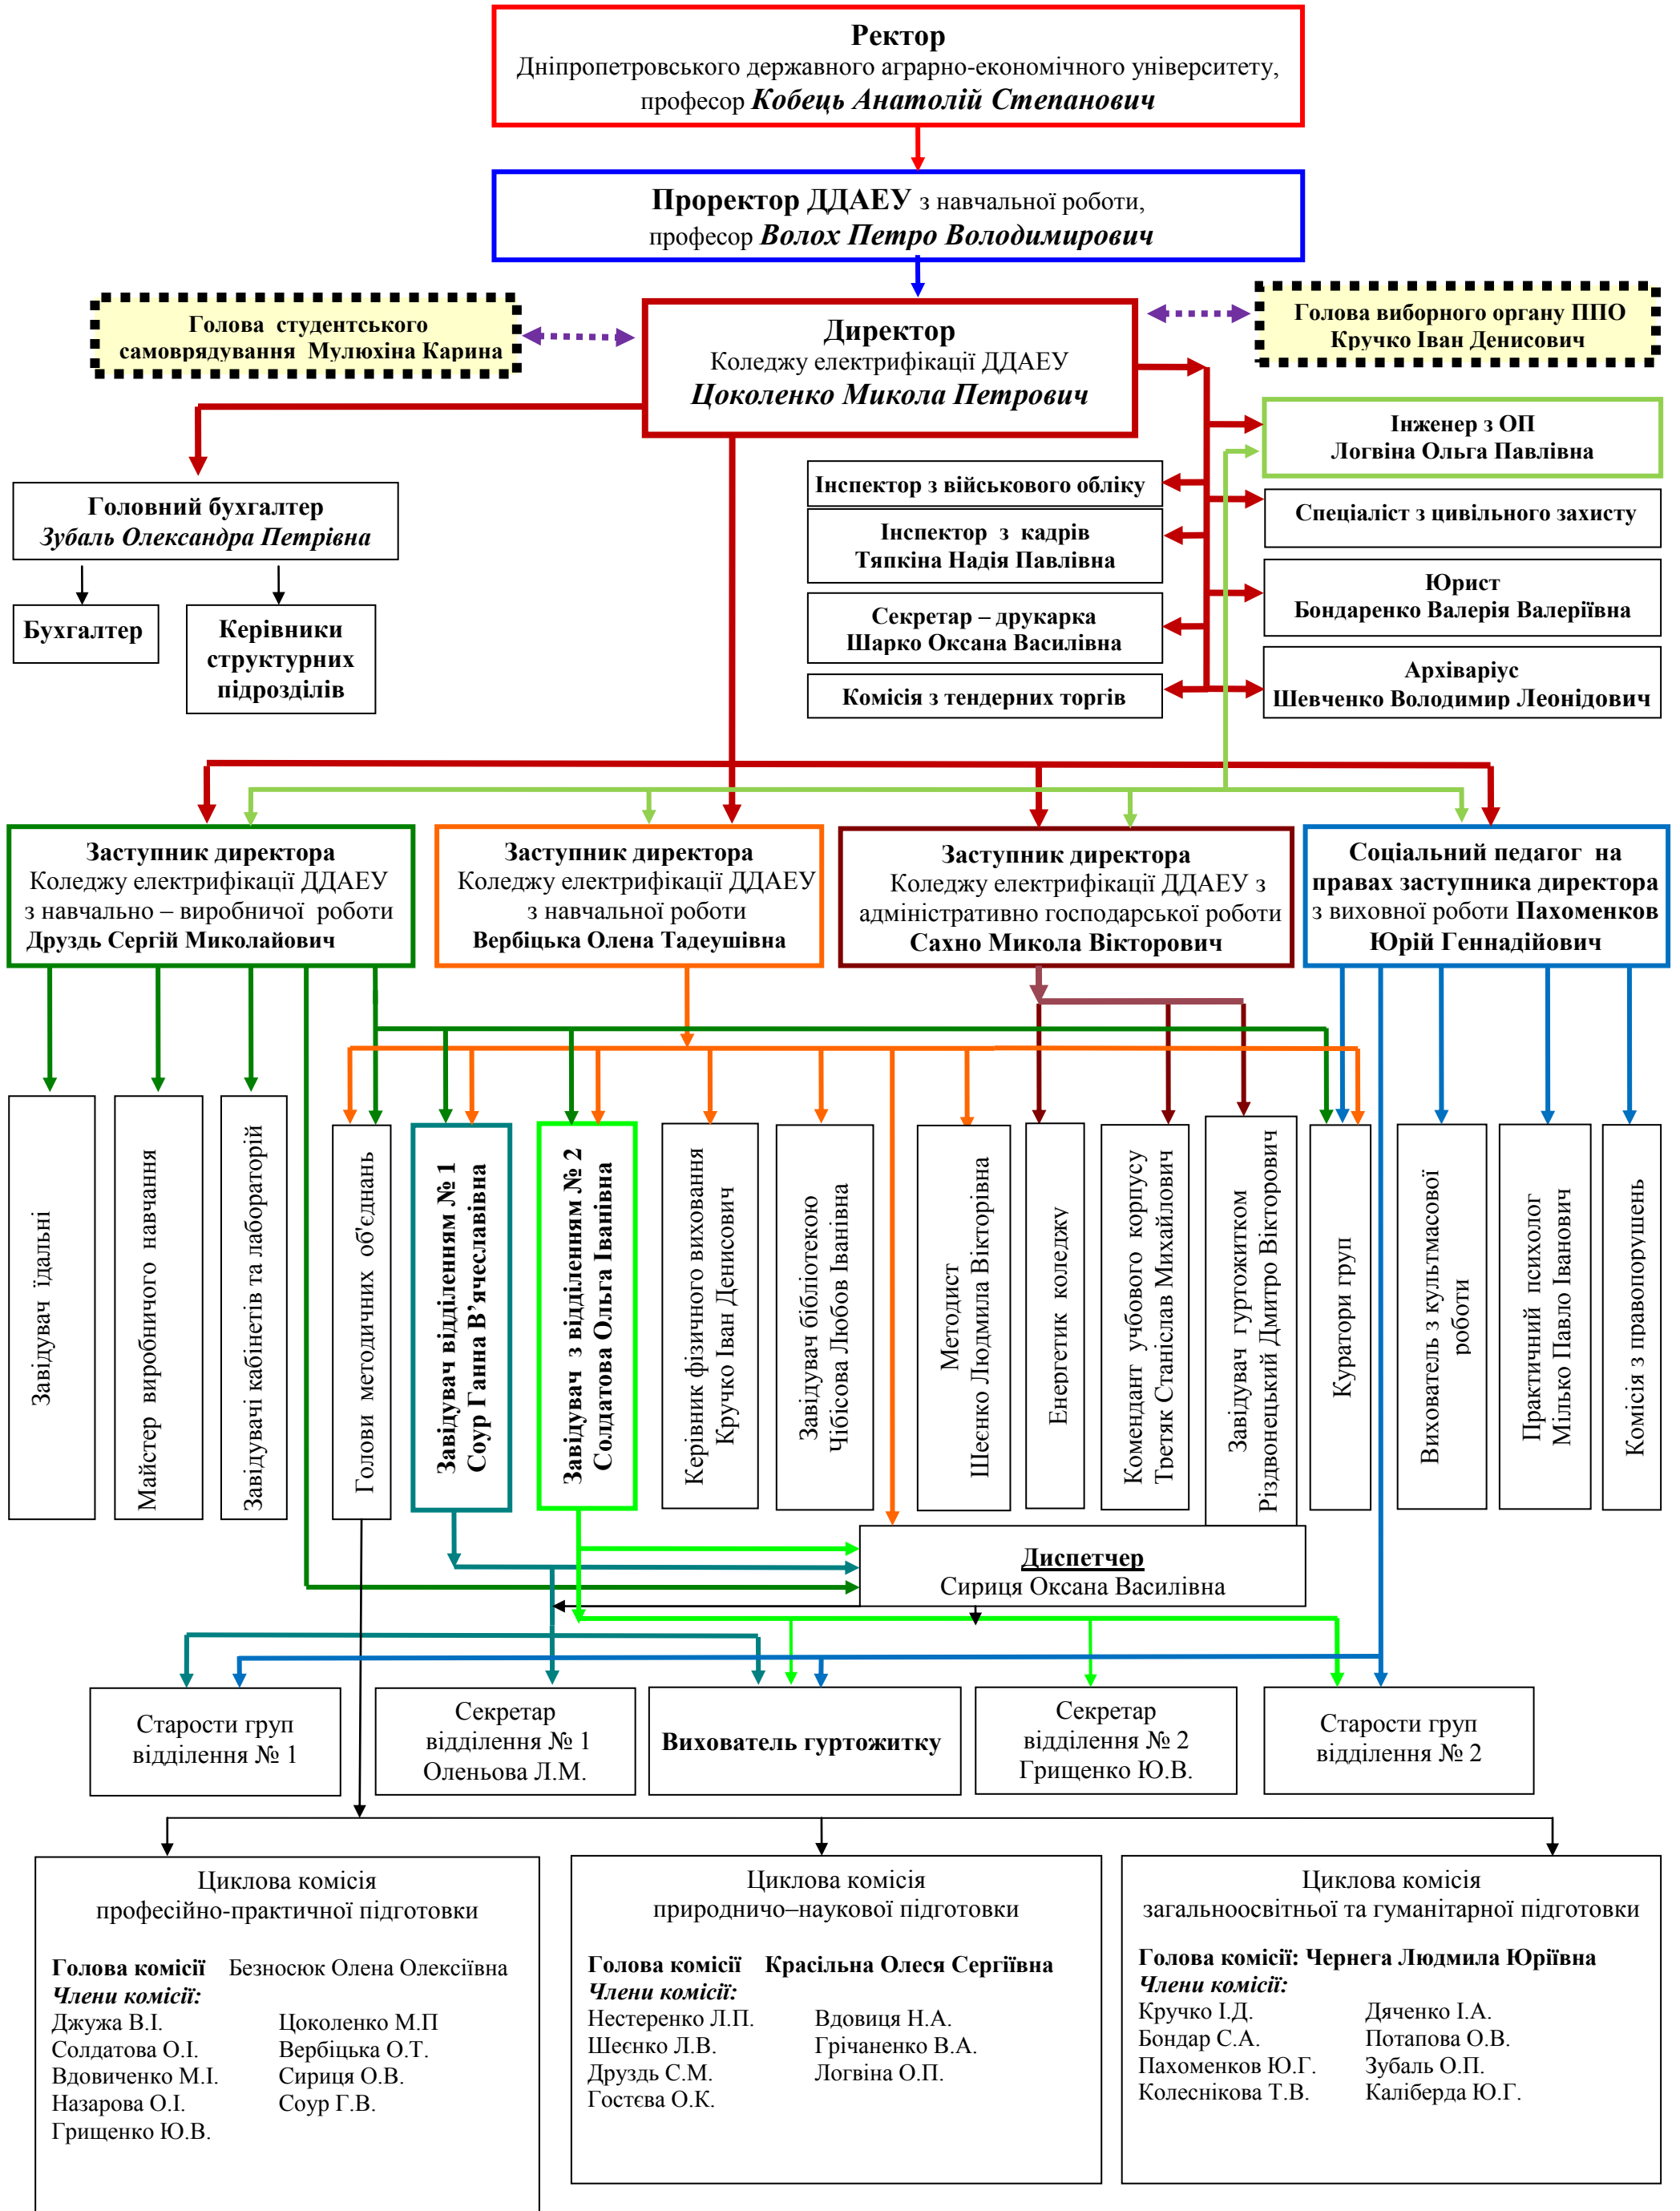 Ректор
Дніпропетровського державного аграрно-економічного університету,
професор Кобець Анатолій Степанович
Проректор ДДАЕУ з навчальної роботи,
професор Волох Петро Володимирович
Голова студентського
самоврядування Мулюхіна Карина
Директор
Коледжу електрифікації ДДАЕУ
Цоколенко Микола Петрович
Голова виборного органу ППО
Кручко Іван Денисович
Інженер з ОП
Логвіна Ольга Павлівна
Головний бухгалтер
Зубаль Олександра Петрівна
Інспектор з військового обліку
Спеціаліст з цивільного захисту
Інспектор з кадрів
Тяпкіна Надія Павлівна
Юрист
Бондаренко Валерія Валеріївна
Бухгалтер
Керівники
структурних
підрозділів
Секретар – друкарка
Шарко Оксана Василівна
Комісія з тендерних торгів
Архіваріус
Шевченко Володимир Леонідович
Заступник директора
Коледжу електрифікації ДДАЕУ
з навчально – виробничої роботи
Друздь Сергій Миколайович
Заступник директора
Коледжу електрифікації ДДАЕУ
з навчальної роботи
Вербіцька Олена Тадеушівна
Заступник директора
Коледжу електрифікації ДДАЕУ з
адміністративно господарської роботи
Сахно Микола Вікторович
Соціальний педагог на
правах заступника директора
з виховної роботи Пахоменков
Юрій Геннадійович
Завідувач їдальні
Майстер виробничого навчання
Завідувачі кабінетів та лабораторій
Голови методичних об'єднань
Завідувач відділенням № 1
Соур Ганна В’ячеславівна
Завідувач з відділенням № 2
Солдатова Ольга Іванівна
Керівник фізичного виховання
Кручко Іван Денисович
Завідувач бібліотекою
Чібісова Любов Іванівна
Методист
Шеєнко Людмила Вікторівна
Енергетик коледжу
Комендант учбового корпусу
Третяк Станіслав Михайлович
Завідувач гуртожитком
Різдвонецький Дмитро Вікторович
Куратори груп
Вихователь з культмасової
роботи
Практичний психолог
Мілько Павло Іванович
Комісія з правопорушень
Диспетчер
Сириця Оксана Василівна
Старости груп
відділення № 1
Секретар
відділення № 1
Оленьова Л.М.
Вихователь гуртожитку
Секретар
відділення № 2
Грищенко Ю.В.
Старости груп
відділення № 2
Циклова комісія
професійно-практичної підготовки
Голова комісії Безносюк Олена Олексіївна
Члени комісії:
Джужа В.І. Цоколенко М.П
Солдатова О.І. Вербіцька О.Т.
Вдовиченко М.І. Сириця О.В.
Назарова О.І. Соур Г.В.
Грищенко Ю.В.
Циклова комісія
природничо–наукової підготовки
Голова комісії Красільна Олеся Сергіївна
Члени комісії:
Нестеренко Л.П. Вдовиця Н.А.
Шеєнко Л.В. Грічаненко В.А.
Друздь С.М. Логвіна О.П.
Гостєва О.К.
Циклова комісія
загальноосвітньої та гуманітарної підготовки
Голова комісії: Чернега Людмила Юріївна
Члени комісії:
Кручко І.Д. Дяченко І.А.
Бондар С.А. Потапова О.В.
Пахоменков Ю.Г. Зубаль О.П.
Колеснікова Т.В. Каліберда Ю.Г.